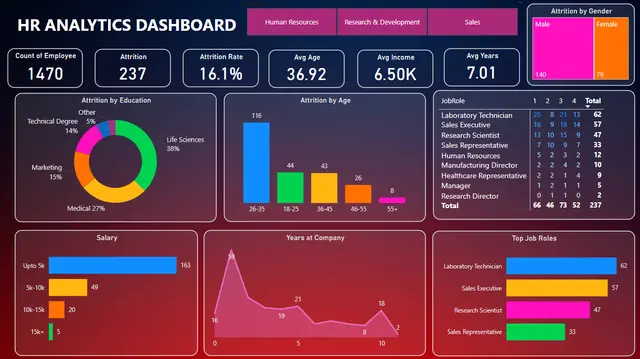 HR ANALYTICS DASHBOARD
Human Resources
Research & Development
Sales
Attrition by Gender
Male
Female
140
79
Count of Employee
1470
Attrition
237
Attrition Rate
16.1%
Avg Age
36.92
Avg Income
6.50K
Avg Years
7.01
Attrition by Education
Other
5%
Technical Degree
14%
Life Sciences
38%
Marketing
15%
Medical 27%
Attrition by Age
116
44
43
26
8
26-35
18-25
36-45
46-55
55+
JobRole 1 2 3 4 Total
Laboratory Technician 20 8 21 13 62
Sales Executive 16 9 18 14 57
Research Scientist 13 10 15 9 47
Sales Representative 7 10 9 7 33
Human Resources 5 2 3 2 12
Manufacturing Director 2 2 4 2 10
Healthcare Representative 2 2 1 4 9
Manager 1 2 1 1 5
Research Director 0 1 1 0 2
Total 66 46 73 52 237
Salary
Upto 5k 163
5k-10k 49
10k-15k 20
15k+ 5
Years at Company
59
16
19
21
8
18
2
0
5
10
Top Job Roles
Laboratory Technician 62
Sales Executive 57
Research Scientist 47
Sales Representative 33